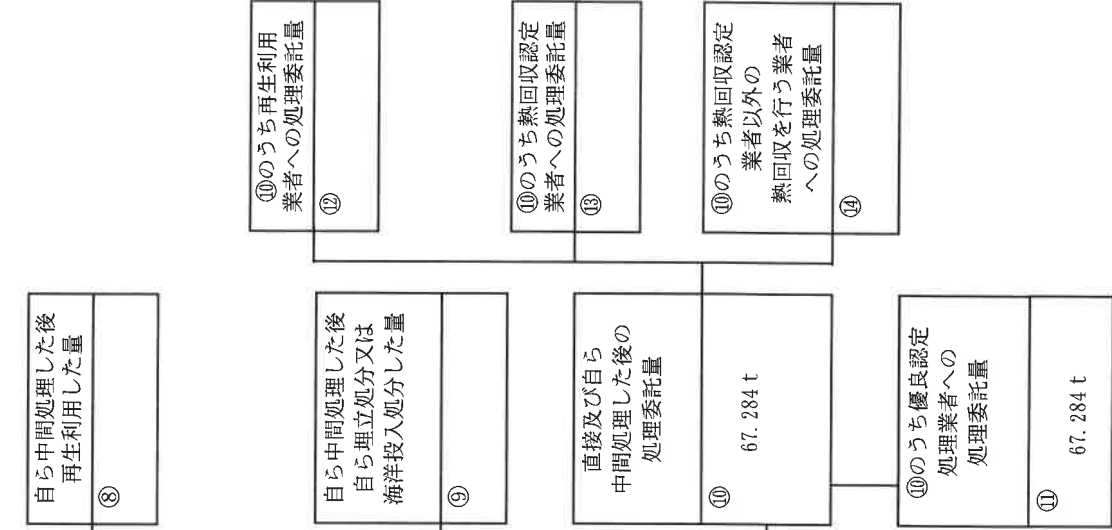 自ら中間処理した後
再生利用した量
⑧
自ら中間処理した後
自ら埋立処分又は
海洋投入処分した量
⑨
直接及び自ら
中間処理した後の
処理委託量
⑩
67.284t
⑩のうち優良認定
処理業者への
処理委託量
⑪
67.284t
⑩のうち再生利用
業者への処理委託量
⑫
⑩のうち熱回収認定
業者への処理委託量
⑬
⑩のうち熱回収認定
業者以外の
熱回収を行う業者
への処理委託量
⑭